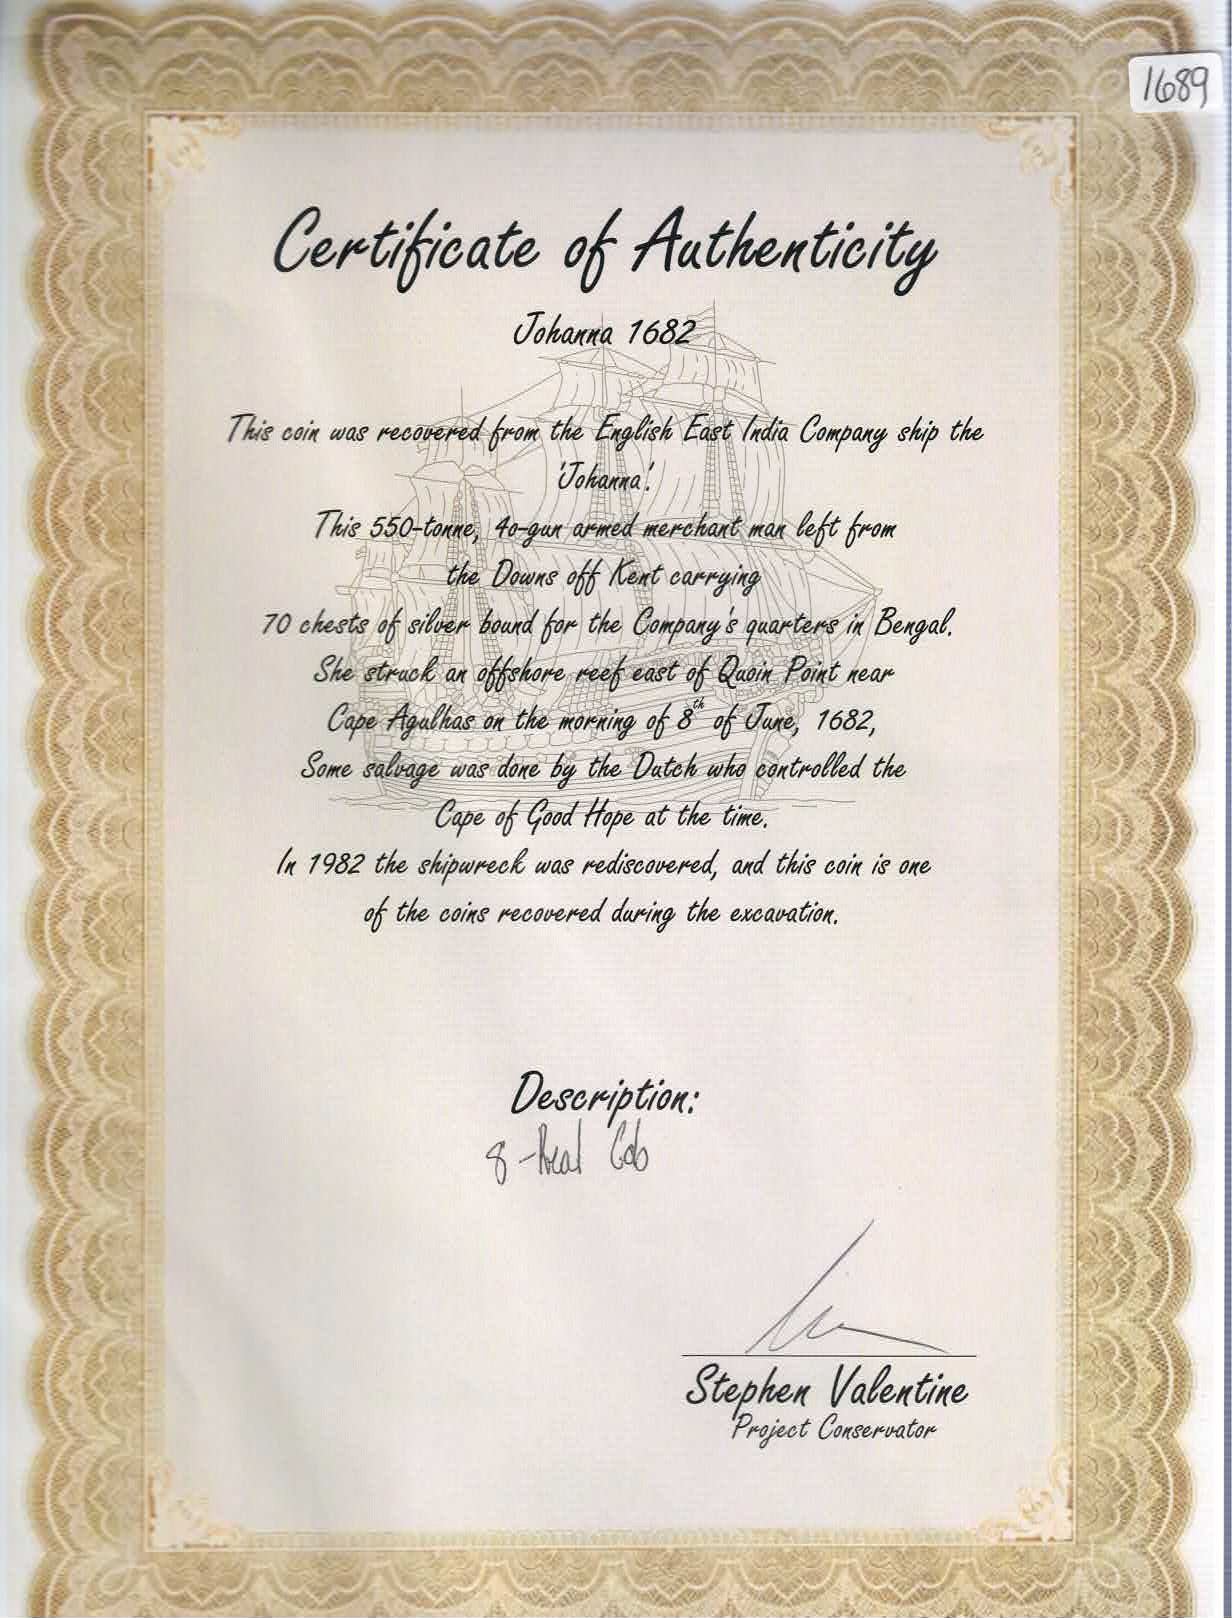 1689
Certificate of Authenticity
Johanna 1682
This coin was recovered from the English East India Company ship the
'Johanna'.
This 550-tonne, 4o-gun armed merchant man left from
the Downs off Kent carrying
70 chests of silver bound for the Company's quarters in Bengal.
She struck an offshore reef east of Quoin Point near
Cape Agulhas on the morning of 8th of June, 1682,
Some salvage was done by the Dutch who controlled the
Cape of Good Hope at the time.
In 1982 the shipwreck was rediscovered, and this coin is one
of the coins recovered during the excavation.
Description:
8-Real Cob
Stephen Valentine
Project Conservator